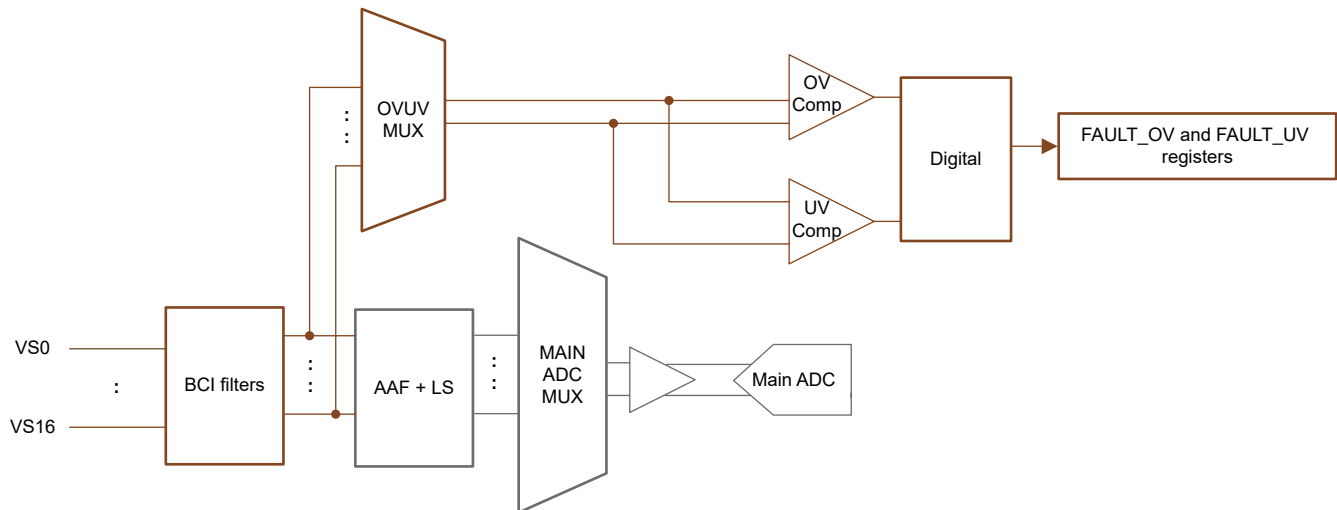 OVUV
MUX
OV
Comp
UV
Comp
Digital
FAULT_OV and FAULT_UV
registers
VS0
:
VS16
BCI filters
:
:
:
:
AAF + LS
:
:
MAIN
ADC
MUX
Main ADC